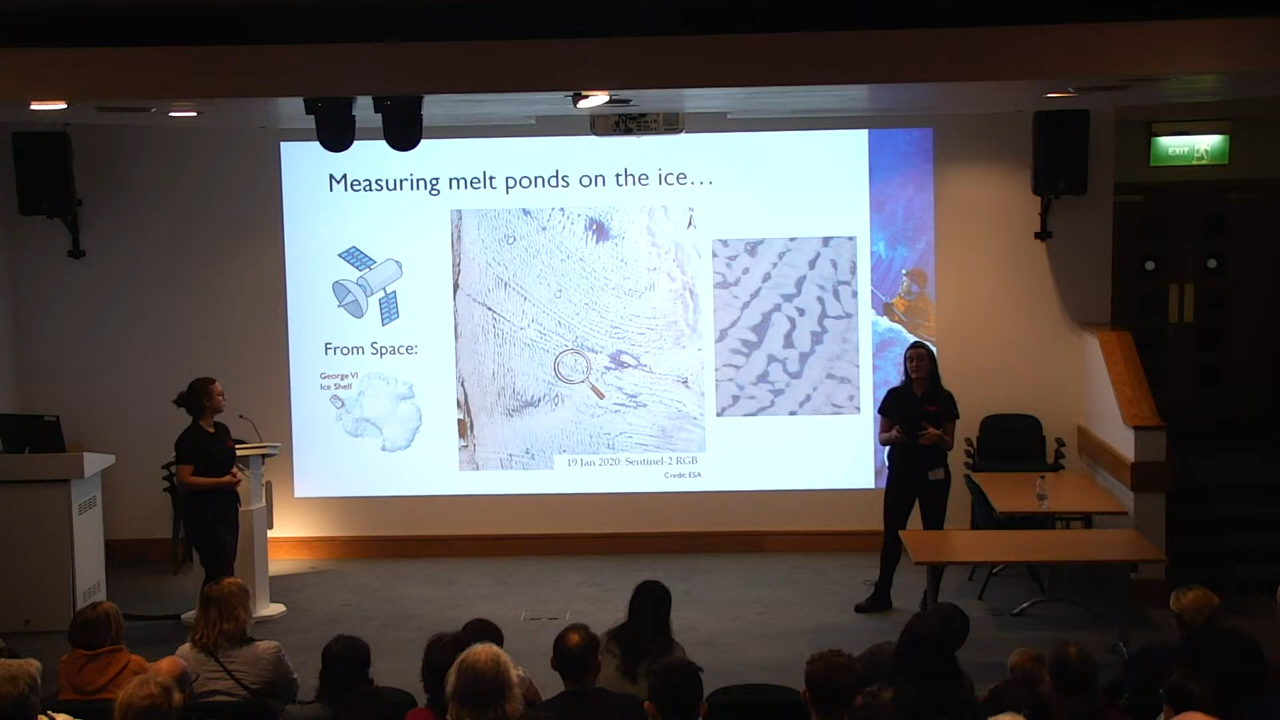 EXIT
Measuring melt ponds on the ice…
N
From Space:
George VI
Ice Shelf
19 Jan 2020: Sentinel-2 RGB
Credit: ESA